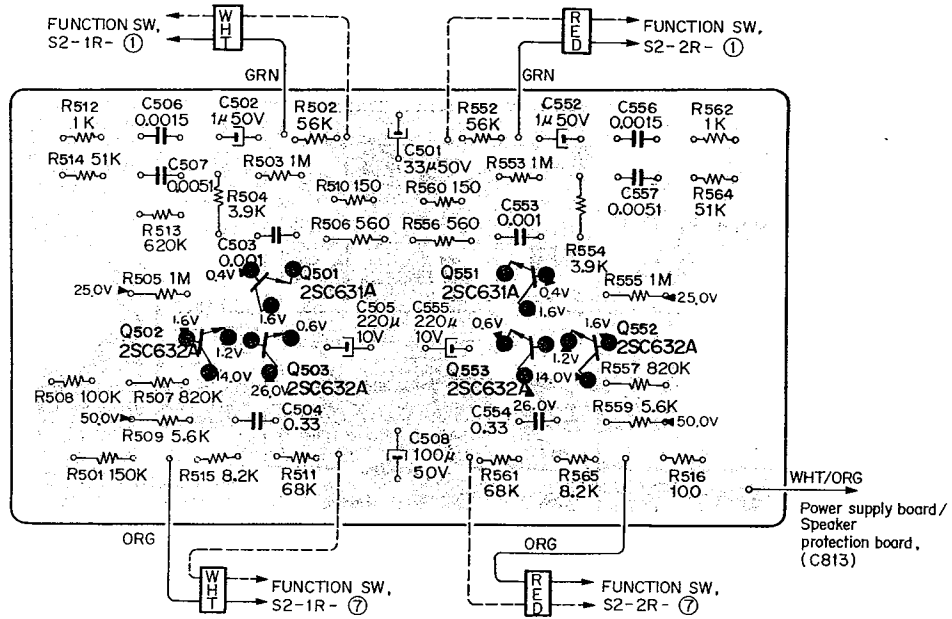 FUNCTION SW,
S2-1R- ①
WHT
GRN
FUNCTION SW,
S2-2R- ①
RED
GRN
R512
1K
C506
0.0015
C502
1μ 50V
R502
56K
R552
56K
C552
1μ 50V
C556
0.0015
R562
1K
C501
33μ 50V
R514 51K
C507
0.0051
R503 1M
R553 1M
C557
0.0051
R564
51K
R504
3.9K
R510 150
R560 150
R513
620K
R506 560
R556 560
C553
0.001
R554
3.9K
C503
0.001
0.4V
Q501
2SC631A
Q551
2SC631A
0.4V
R505 1M
25.0V
R555 1M
25.0V
1.6V
1.6V
1.6V
0.6V
C505
220μ
10V
C555
220μ
10V
0.6V
1.6V
Q502
2SC632A
1.2V
Q552
2SC632A
1.2V
14.0V
Q503
2SC632A
26.0V
Q553
2SC632A
14.0V
26.0V
R557 820K
R508 100K
R507 820K
50.0V
R509 5.6K
C504
0.33
C554
0.33
R559 5.6K
50.0V
C508
100μ
50V
R501 150K
R515 8.2K
R511
68K
R561
68K
R565
8.2K
R516
100
WHT/ORG
Power supply board/
Speaker
protection board,
(C813)
ORG
ORG
WHT
FUNCTION SW,
S2-1R- ⑦
RED
FUNCTION SW,
S2-2R- ⑦